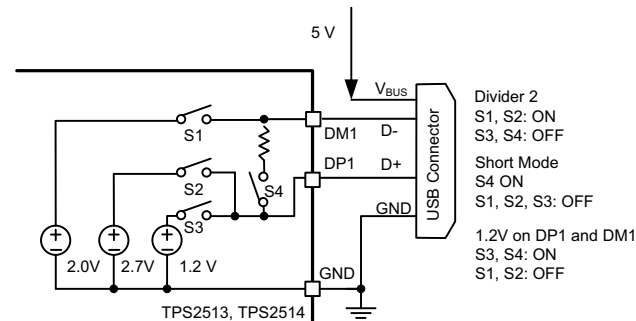 5 V
VBUS
Divider 2
S1, S2: ON
S3, S4: OFF
S1
DM1
D-
DP1
D+
USB Connector
Short Mode
S4 ON
S1, S2, S3: OFF
S2
S4
S3
GND
1.2V on DP1 and DM1
S3, S4: ON
S1, S2: OFF
2.0V
2.7V
1.2 V
GND
TPS2513, TPS2514